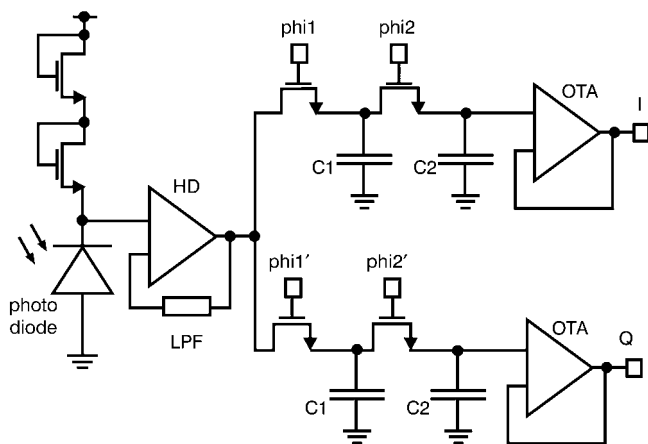 phi1
phi2
OTA
I
HD
C1
C2
phi1′
phi2′
photo
diode
LPF
OTA
Q
C1
C2